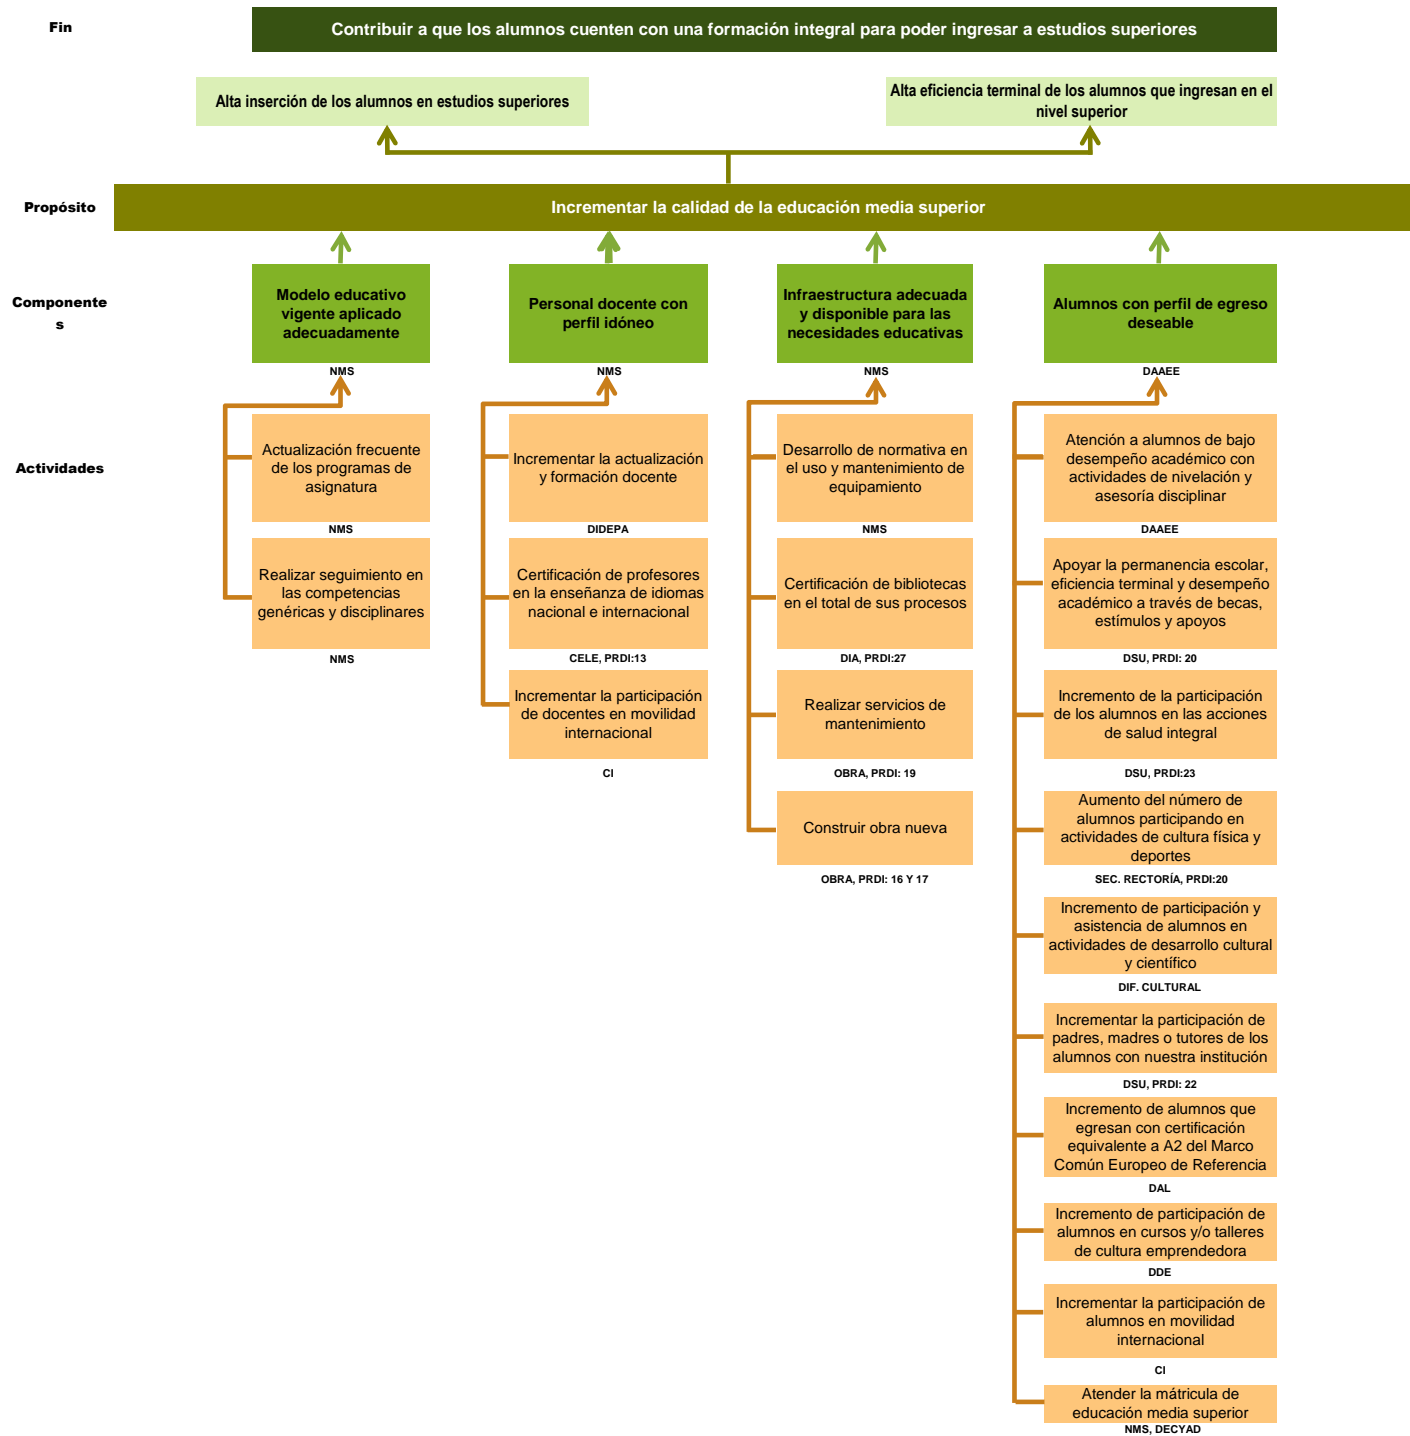 Fin
Contribuir a que los alumnos cuenten con una formación integral para poder ingresar a estudios superiores
Alta inserción de los alumnos en estudios superiores
Alta eficiencia terminal de los alumnos que ingresan en el
nivel superior
Propósito
Incrementar la calidad de la educación media superior
Componente
s
Modelo educativo
vigente aplicado
adecuadamente
NMS
Personal docente con
perfil idóneo
NMS
Infraestructura adecuada
y disponible para las
necesidades educativas
NMS
Alumnos con perfil de egreso
deseable
DAAEE
Actividades
Actualización frecuente
de los programas de
asignatura
NMS
Realizar seguimiento en
las competencias
genéricas y disciplinares
NMS
Incrementar la actualización
y formación docente
DIDEPA
Certificación de profesores
en la enseñanza de idiomas
nacional e internacional
CELE, PRDI:13
Incrementar la participación
de docentes en movilidad
internacional
CI
Desarrollo de normativa en
el uso y mantenimiento de
equipamiento
NMS
Certificación de bibliotecas
en el total de sus procesos
DIA, PRDI:27
Realizar servicios de
mantenimiento
OBRA, PRDI: 19
Construir obra nueva
OBRA, PRDI: 16 Y 17
Atención a alumnos de bajo
desempeño académico con
actividades de nivelación y
asesoría disciplinar
DAAEE
Apoyar la permanencia escolar,
eficiencia terminal y desempeño
académico a través de becas,
estímulos y apoyos
DSU, PRDI: 20
Incremento de la participación
de los alumnos en las acciones
de salud integral
DSU, PRDI:23
Aumento del número de
alumnos participando en
actividades de cultura física y
deportes
SEC. RECTORÍA, PRDI:20
Incremento de participación y
asistencia de alumnos en
actividades de desarrollo cultural
y científico
DIF. CULTURAL
Incrementar la participación de
padres, madres o tutores de los
alumnos con nuestra institución
DSU, PRDI: 22
Incremento de alumnos que
egresan con certificación
equivalente a A2 del Marco
Común Europeo de Referencia
DAL
Incremento de participación de
alumnos en cursos y/o talleres
de cultura emprendedora
DDE
Incrementar la participación de
alumnos en movilidad
internacional
CI
Atender la mátricula de
educación media superior
NMS, DECYAD